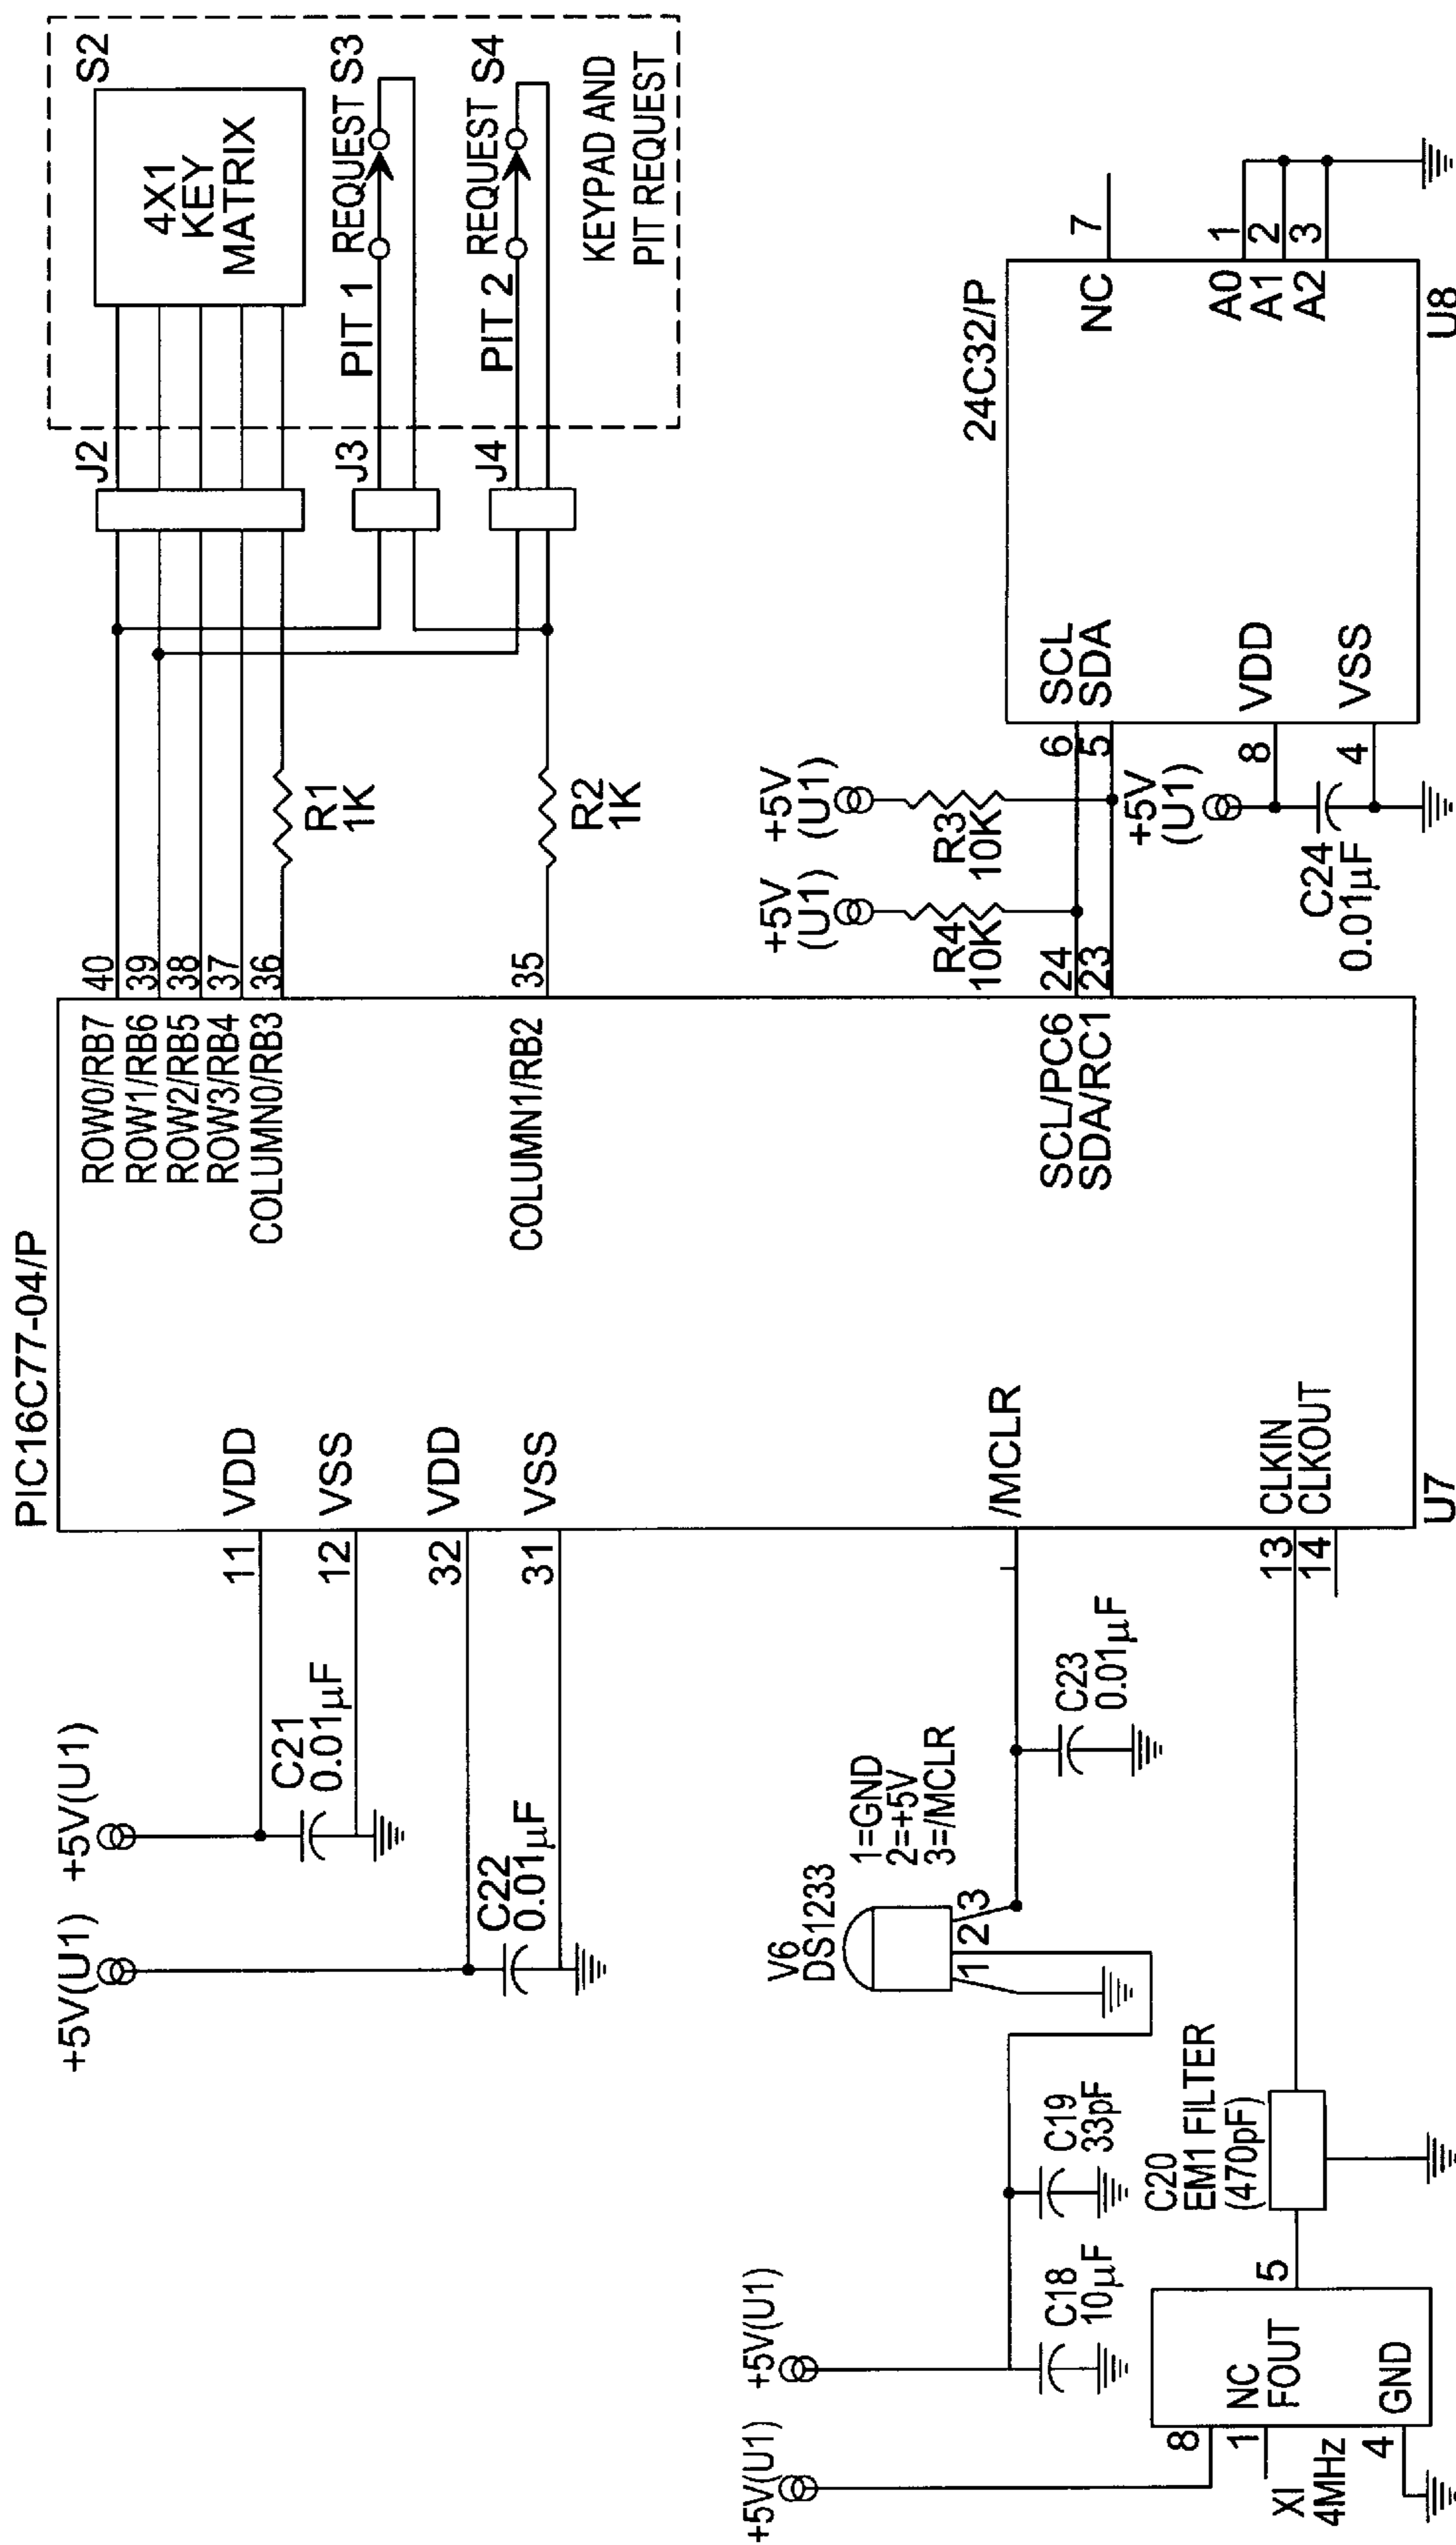 PIC16C77-04/P
U7
+5V(U1)
+5V(U1)
C21
0.01µF
C22
0.01µF
11
12
32
31
VDD
VSS
VDD
VSS
ROW0/RB7
ROW1/RB6
ROW2/RB5
ROW3/RB4
COLUMN0/RB3
COLUMN1/RB2
40
39
38
37
36
35
R1
1K
R2
1K
J2
J3
J4
S2
4X1
KEY
MATRIX
PIT 1 REQUEST S3
PIT 2 REQUEST S4
KEYPAD AND
PIT REQUEST
V6
DS1233
1=GND
2=+5V
3=/MCLR
1
2
3
C23
0.01µF
/MCLR
+5V(U1)
+5V(U1)
C18
10µF
C19
33pF
C20
EM1 FILTER
(470pF)
8
1
4
5
NC
FOUT
GND
XI
4MHz
13
14
CLKIN
CLKOUT
SCL/PC6
SDA/RC1
24
23
+5V
(U1)
R4
10K
+5V
(U1)
R3
10K
+5V
(U1)
C24
0.01µF
6
5
8
4
24C32/P
SCL
SDA
VDD
VSS
NC
A0
A1
A2
7
1
2
3
U8